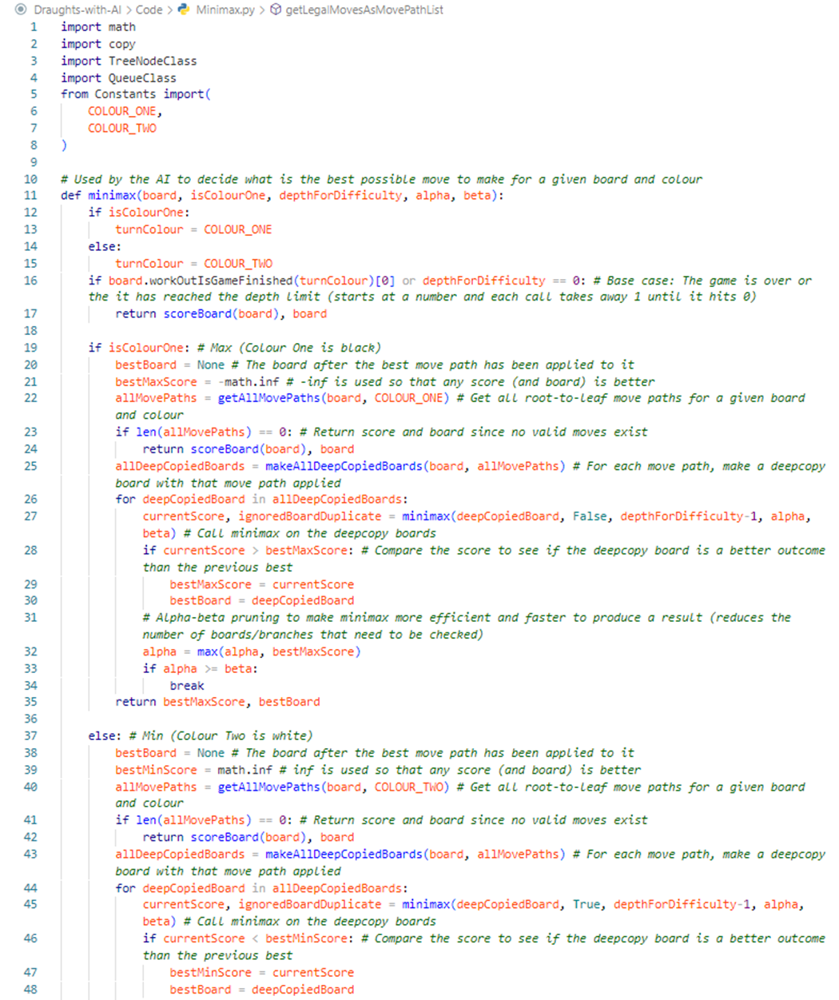 Draughts-with-AI > Code > Minimax.py > getLegalMovesAsMovePathList
1 import math
2 import copy
3 import TreeNodeClass
4 import QueueClass
5 from Constants import(
6 COLOUR_ONE,
7 COLOUR_TWO
8 )
9
10 # Used by the AI to decide what is the best possible move to make for a given board and colour
11 def minimax(board, isColourOne, depthForDifficulty, alpha, beta):
12 if isColourOne:
13 turnColour = COLOUR_ONE
14 else:
15 turnColour = COLOUR_TWO
16 if board.workOutIsGameFinished(turnColour)[0] or depthForDifficulty == 0: # Base case: The game is over or
the it has reached the depth limit (starts at a number and each call takes away 1 until it hits 0)
17 return scoreBoard(board), board
18
19 if isColourOne: # Max (Colour One is black)
20 bestBoard = None # The board after the best move path has been applied to it
21 bestMaxScore = -math.inf # -inf is used so that any score (and board) is better
22 allMovePaths = getAllMovePaths(board, COLOUR_ONE) # Get all root-to-leaf move paths for a given board
and colour
23 if len(allMovePaths) == 0: # Return score and board since no valid moves exist
24 return scoreBoard(board), board
25 allDeepCopiedBoards = makeAllDeepCopiedBoards(board, allMovePaths) # For each move path, make a deepcopy
board with that move path applied
26 for deepCopiedBoard in allDeepCopiedBoards:
27 currentScore, ignoredBoardDuplicate = minimax(deepCopiedBoard, False, depthForDifficulty-1, alpha,
beta) # Call minimax on the deepcopy boards
28 if currentScore > bestMaxScore: # Compare the score to see if the deepcopy board is a better outcome
than the previous best
29 bestMaxScore = currentScore
30 bestBoard = deepCopiedBoard
31 # Alpha-beta pruning to make minimax more efficient and faster to produce a result (reduces the
number of boards/branches that need to be checked)
32 alpha = max(alpha, bestMaxScore)
33 if alpha >= beta:
34 break
35 return bestMaxScore, bestBoard
36
37 else: # Min (Colour Two is white)
38 bestBoard = None # The board after the best move path has been applied to it
39 bestMinScore = math.inf # inf is used so that any score (and board) is better
40 allMovePaths = getAllMovePaths(board, COLOUR_TWO) # Get all root-to-leaf move paths for a given board
and colour
41 if len(allMovePaths) == 0: # Return score and board since no valid moves exist
42 return scoreBoard(board), board
43 allDeepCopiedBoards = makeAllDeepCopiedBoards(board, allMovePaths) # For each move path, make a deepcopy
board with that move path applied
44 for deepCopiedBoard in allDeepCopiedBoards:
45 currentScore, ignoredBoardDuplicate = minimax(deepCopiedBoard, True, depthForDifficulty-1, alpha,
beta) # Call minimax on the deepcopy boards
46 if currentScore < bestMinScore: # Compare the score to see if the deepcopy board is a better outcome
than the previous best
47 bestMinScore = currentScore
48 bestBoard = deepCopiedBoard